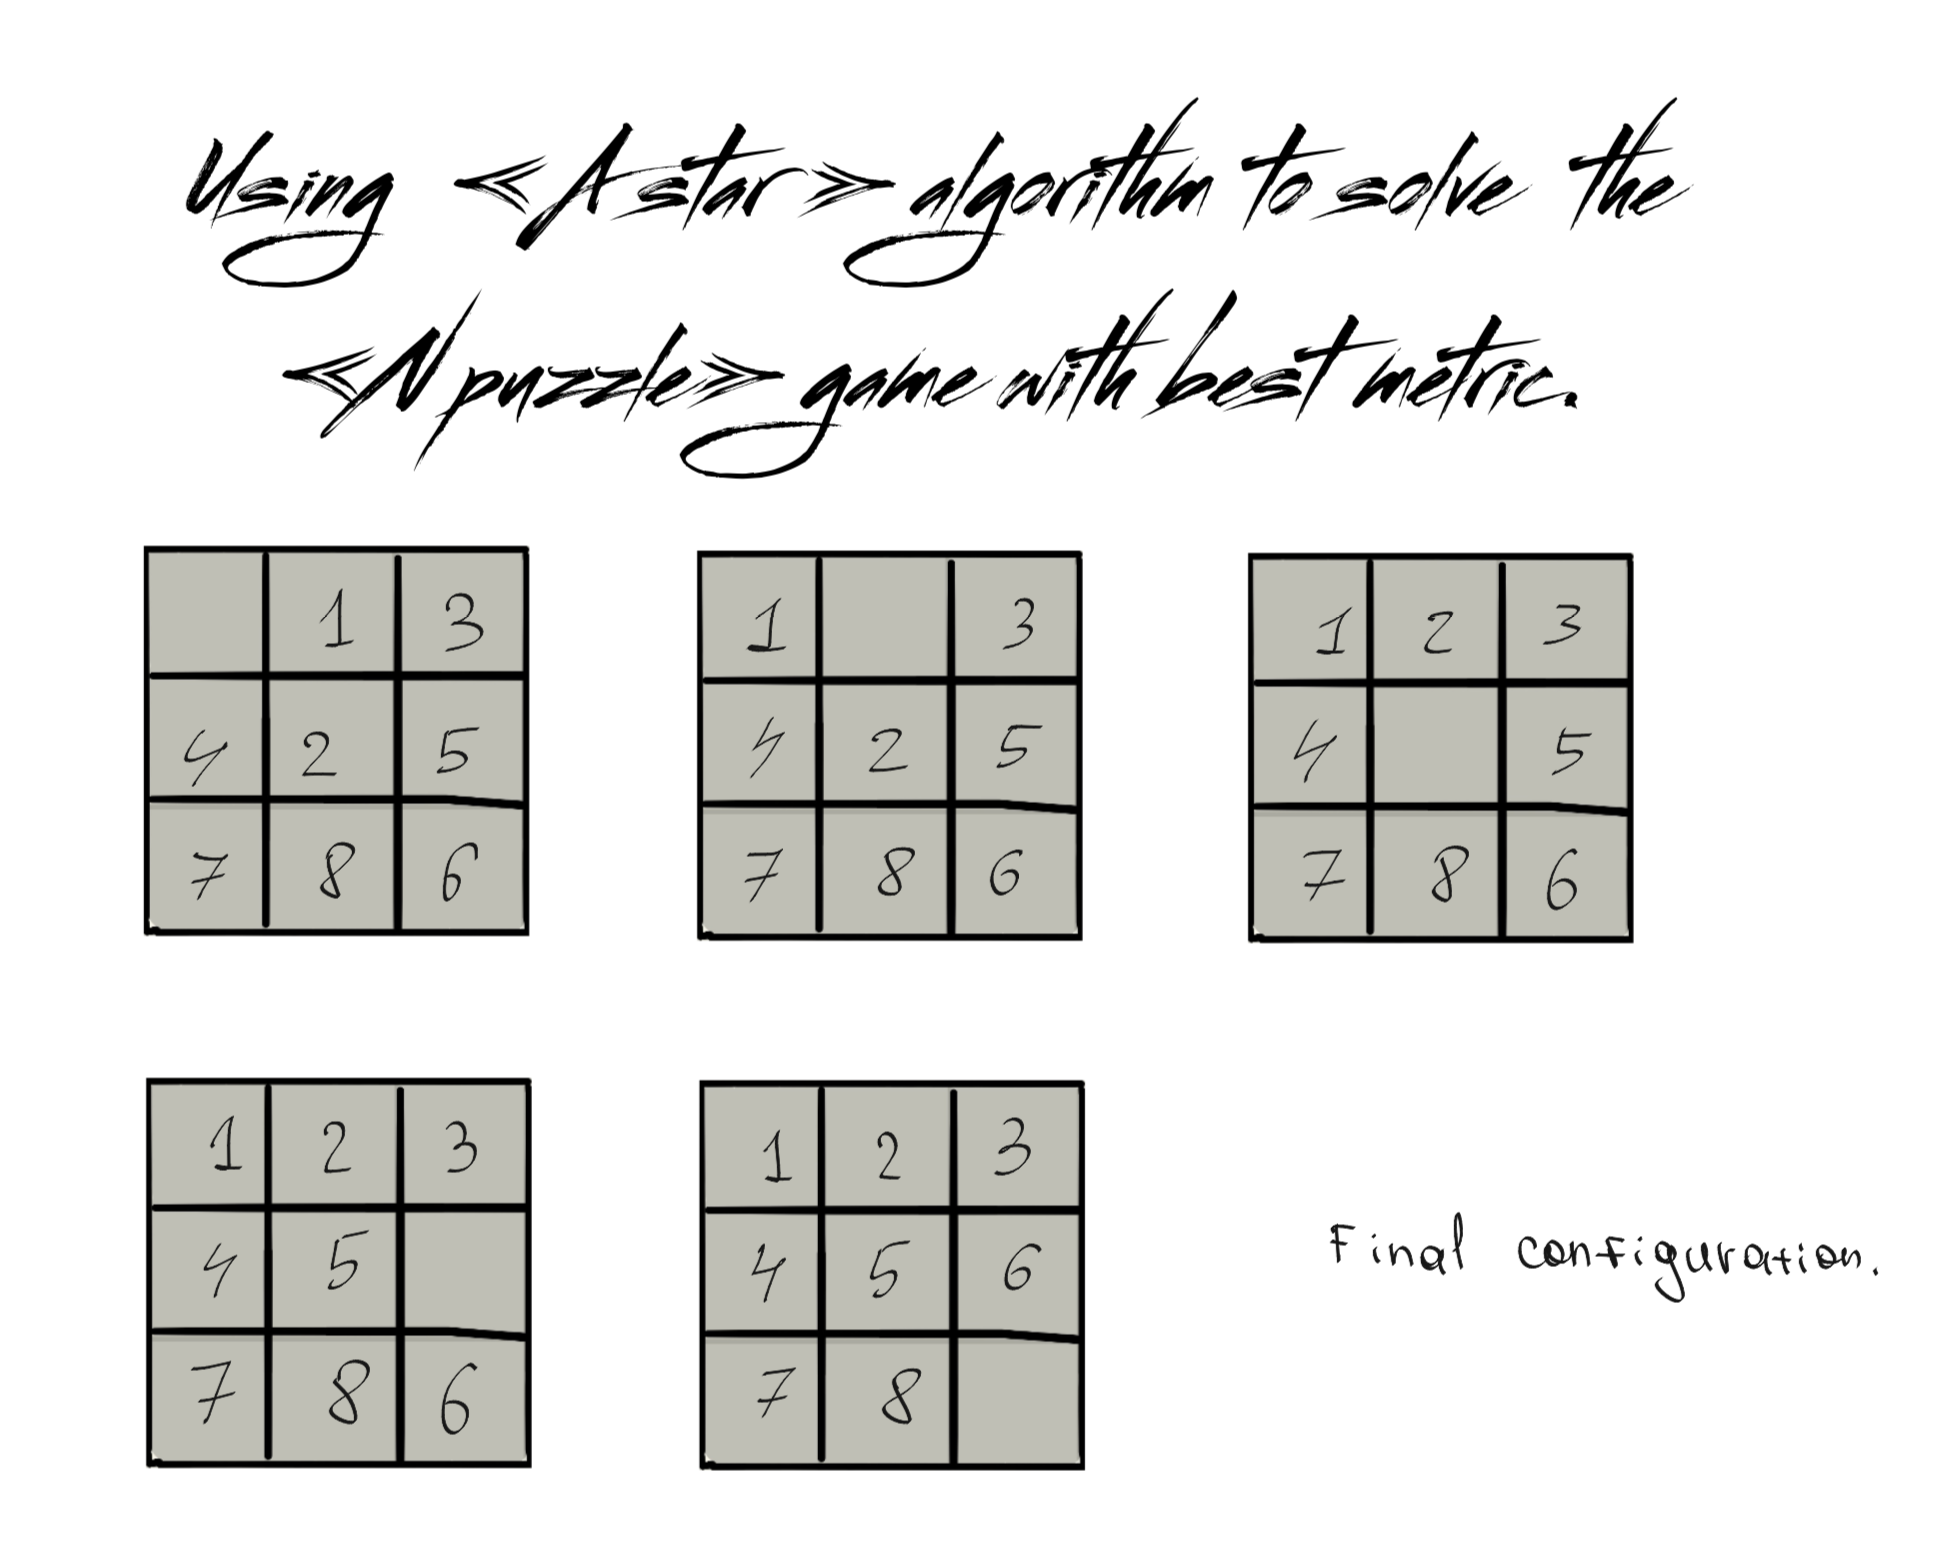 Using <<A star>> algorithm to solve the
<<N puzzle>> game with best metric.
1 3
4 2 5
7 8 6
1 3
4 2 5
7 8 6
1 2 3
4 5
7 8 6
1 2 3
4 5
7 8 6
1 2 3
4 5 6
7 8
Final configuration.